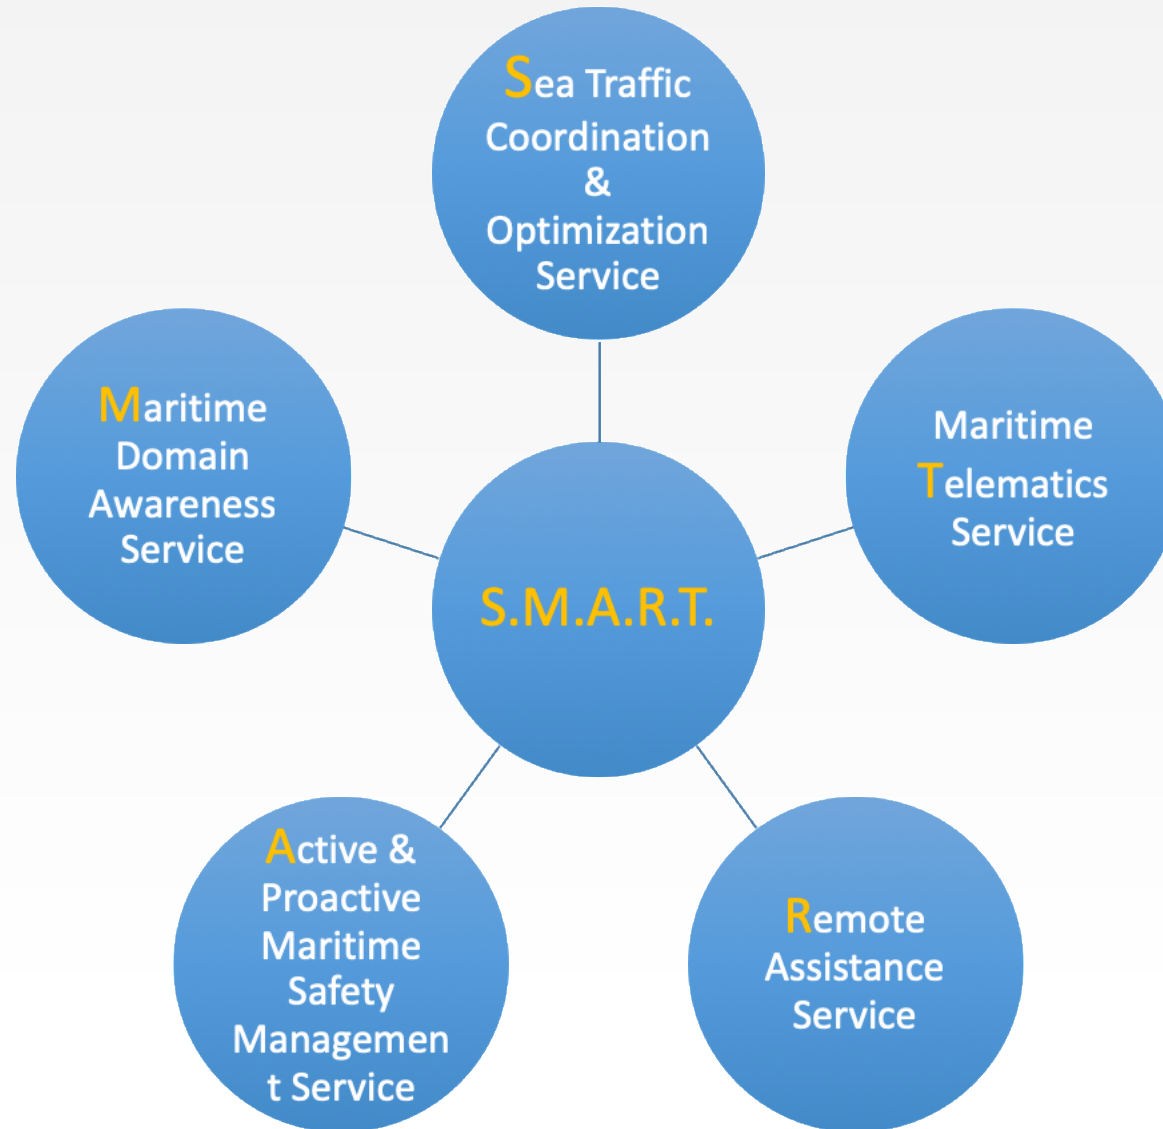 Sea Traffic
Coordination
&
Optimization
Service
Maritime
Domain
Awareness
Service
Maritime
Telematics
Service
S.M.A.R.T.
Active &
Proactive
Maritime
Safety
Managemen
t Service
Remote
Assistance
Service